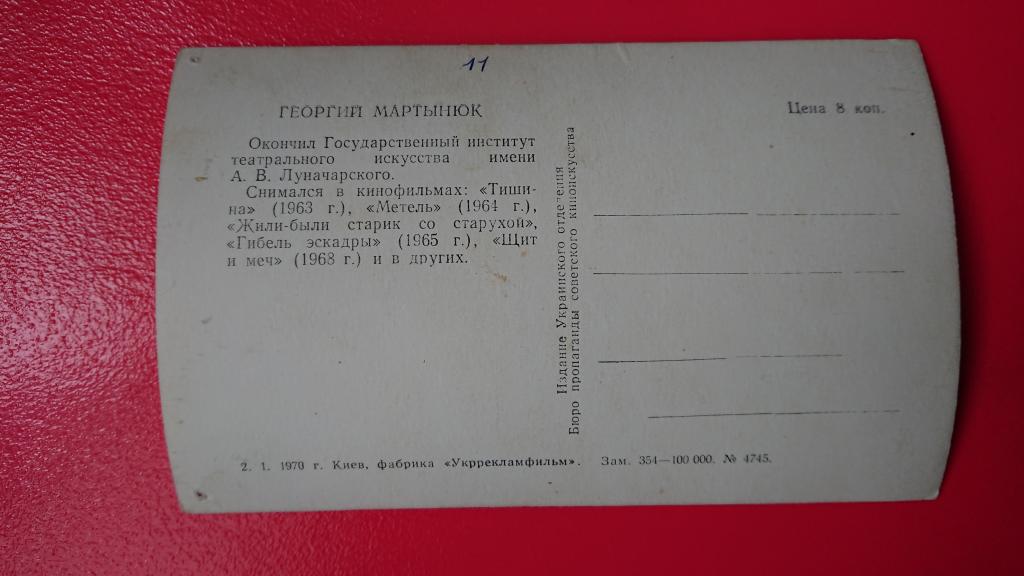 11
ГЕОРГИЙ МАРТЫНЮК
Окончил Государственный институт
театрального искусства имени
А. В. Луначарского.
Снимался в кинофильмах: «Тиши-
на» (1963 г.), «Метель» (1964 г.),
«Жили-были старик со старухой»,
«Гибель эскадры» (1965 г.), «Щит
и меч» (1968 г.) и в других.
Издание Украинского отделения
Бюро пропаганды советского киноискусства
Цена 8 коп.
2. 1. 1970 г. Киев, фабрика «Укррекламфильм». Зам. 354—100 000. № 4745.